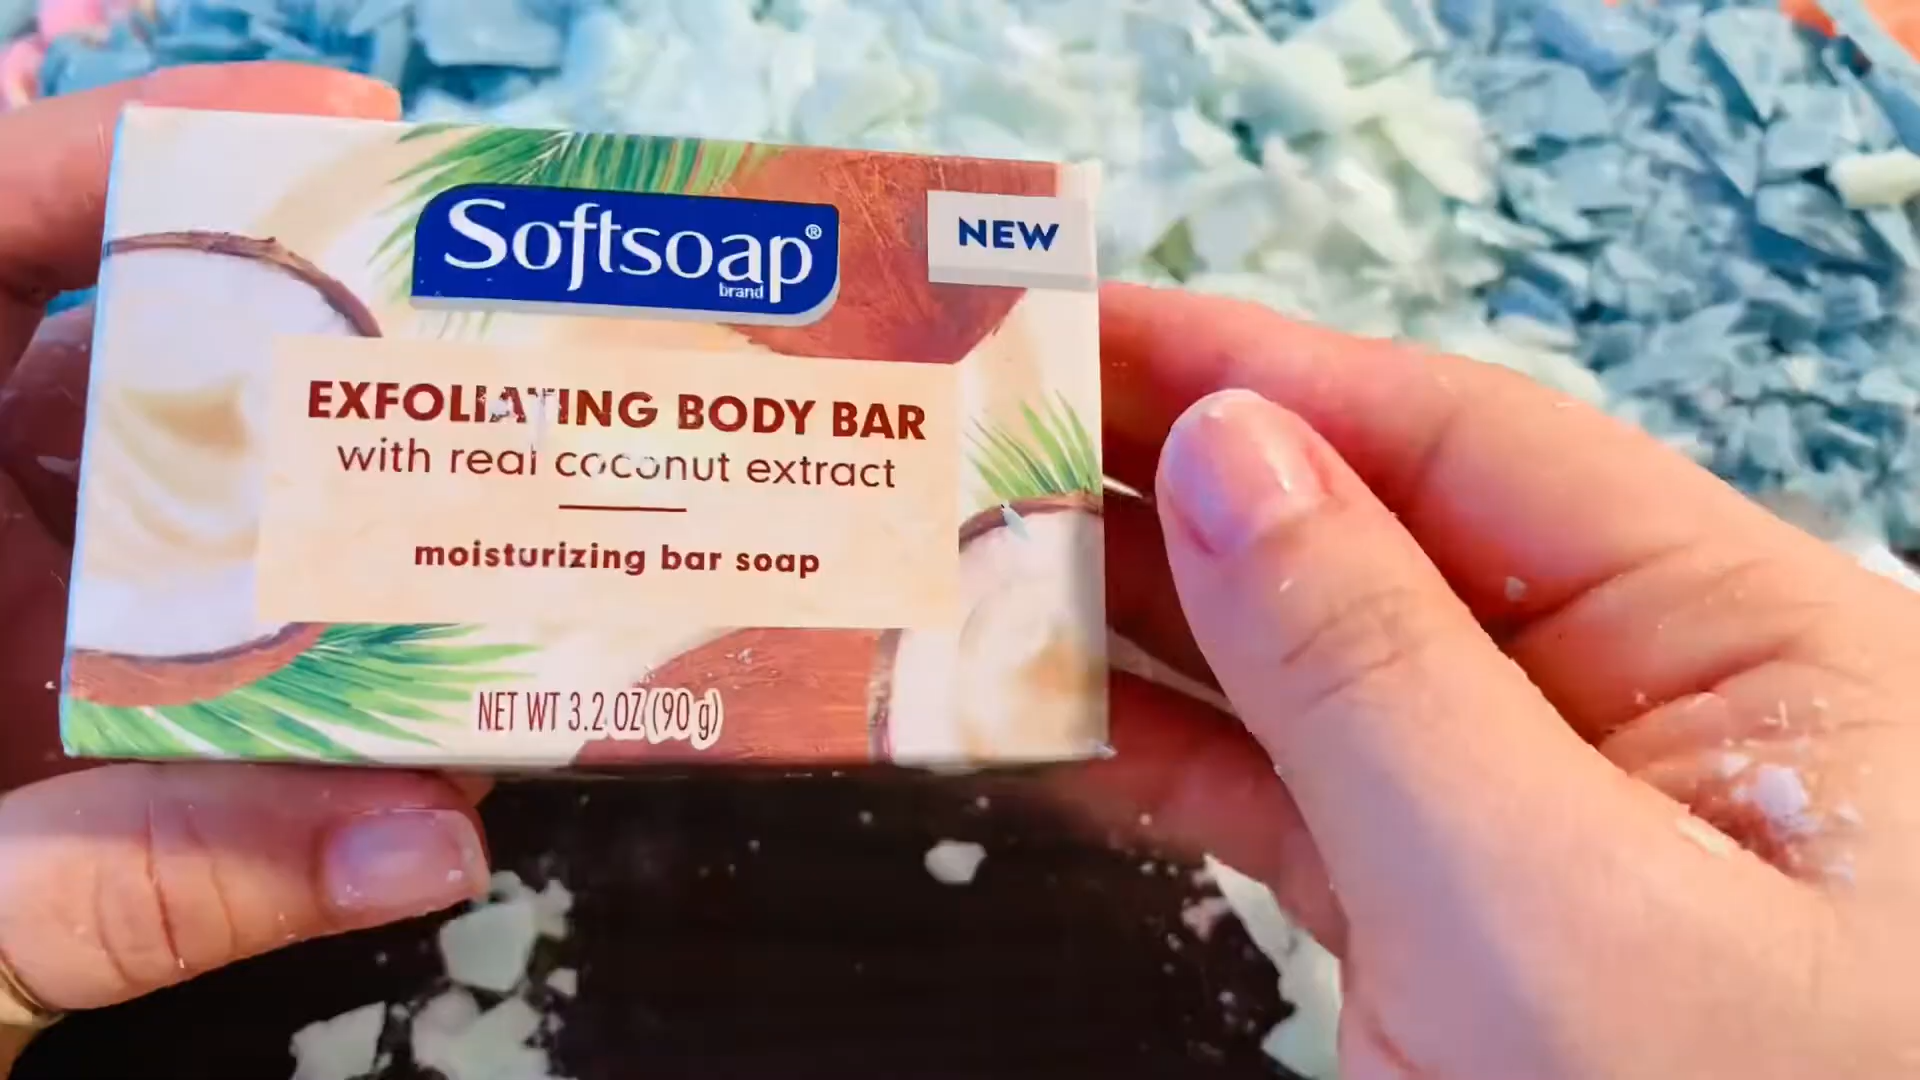 Softsoap®
brand
NEW
EXFOLIATING BODY BAR
with real coconut extract
moisturizing bar soap
NET WT 3.2 OZ (90 g)